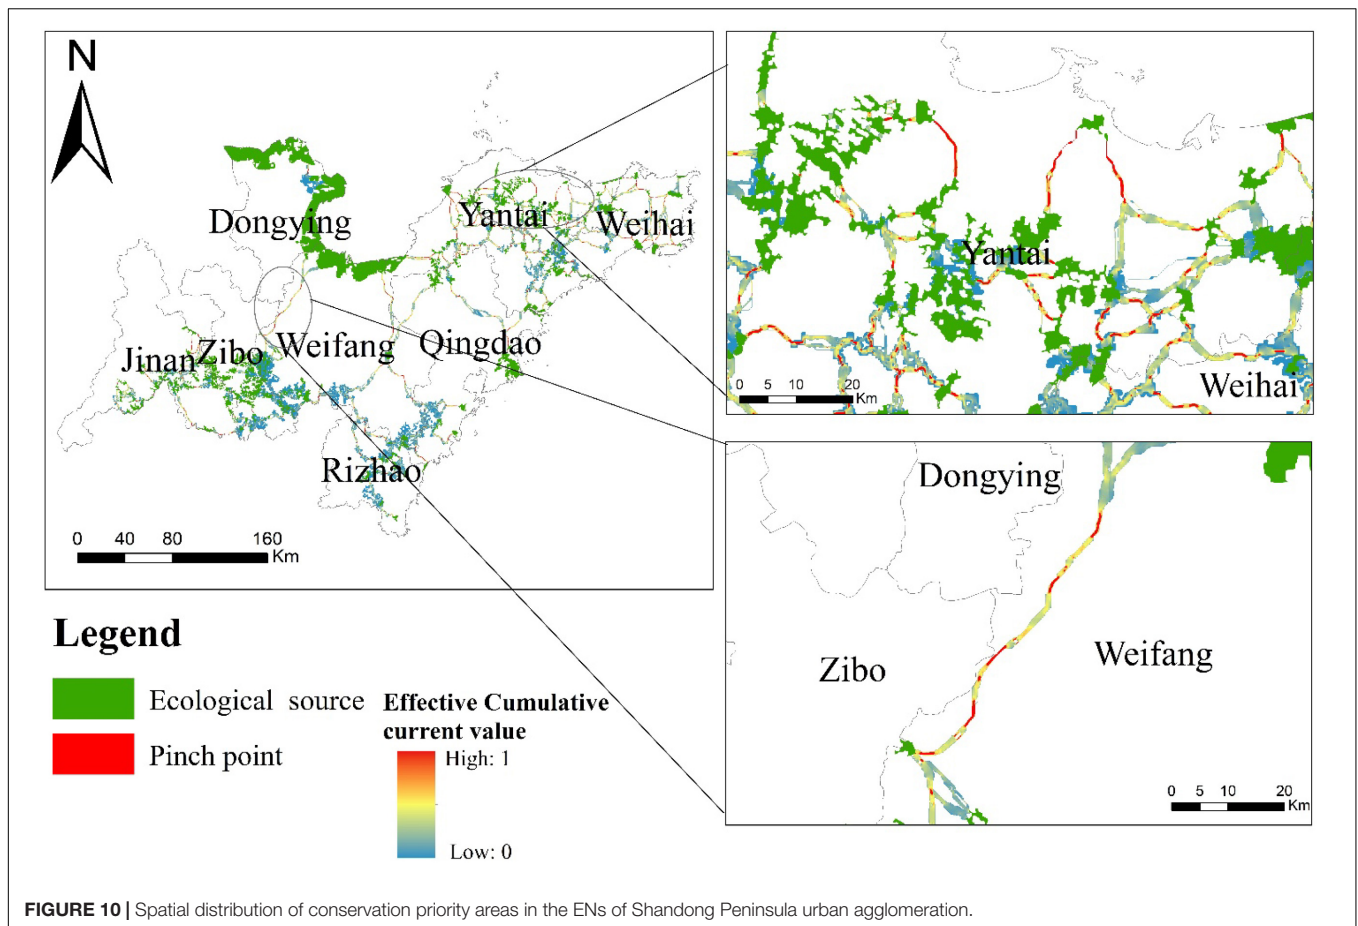 N
Dongying
Yantai
Weihai
Jinan
Zibo
Weifang
Qingdao
Rizhao
0 40 80 160
Km
Yantai
Weihai
0 5 10 20
Km
Dongying
Zibo
Weifang
0 5 10 20
Km
Legend
Ecological source
Pinch point
Effective Cumulative
current value
High: 1
Low: 0
FIGURE 10 | Spatial distribution of conservation priority areas in the ENs of Shandong Peninsula urban agglomeration.